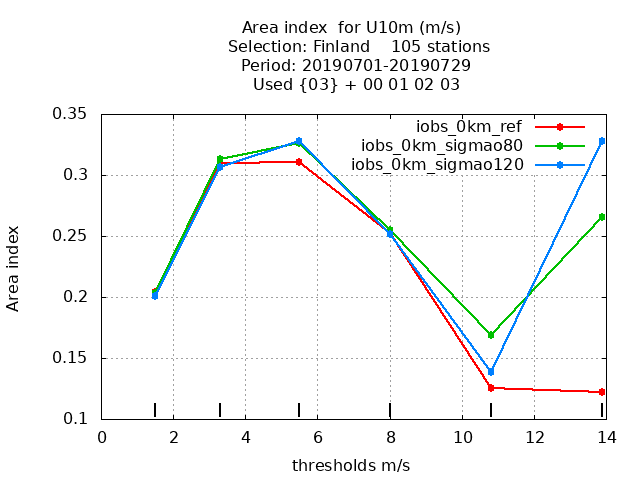 Area index  for U10m (m/s)
Selection: Finland    105 stations
Period: 20190701-20190729
Used {03} + 00 01 02 03
0.35
0.3
0.25
0.2
0.15
0.1
Area index
iobs_0km_ref
iobs_0km_sigmao80
iobs_0km_sigmao120
0 2 4 6 8 10 12 14
thresholds m/s